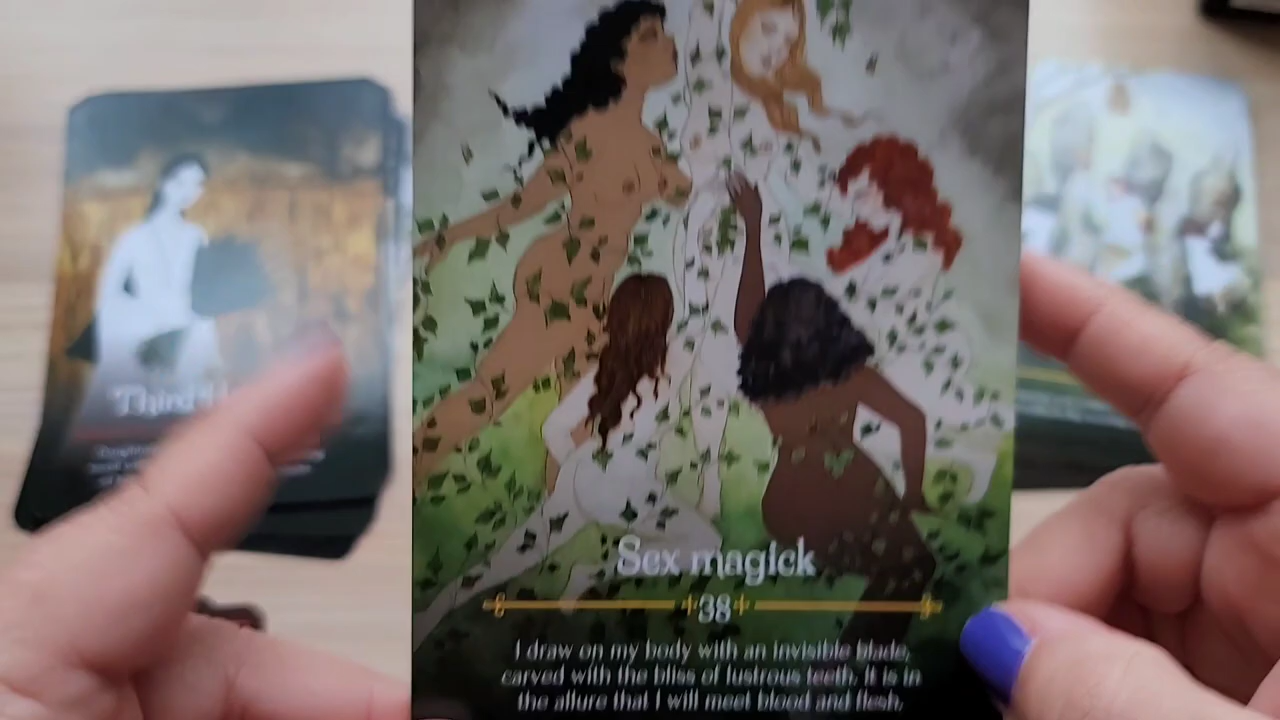 Sex magick
38
I draw on my body with an invisible blade,
carved with the bliss of lustrous teeth. It is in
the allure that I will meet blood and flesh.
Third